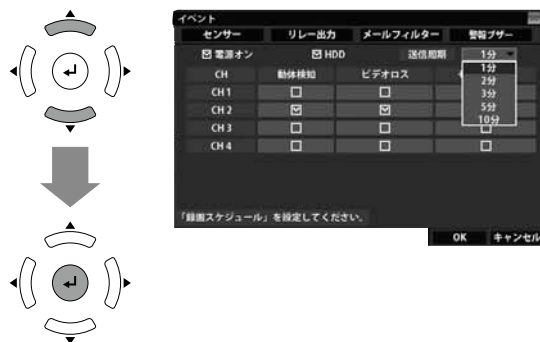 イベント
センサー リレー出力 メールフィルター 警報ブザー
電源オン HDD 送信周期 1分
CH 動体検知 ビデオロス
1分
2分
3分
5分
10分
CH 1
CH 2
CH 3
CH 4
「録画スケジュール」を設定してください。
OK キャンセル